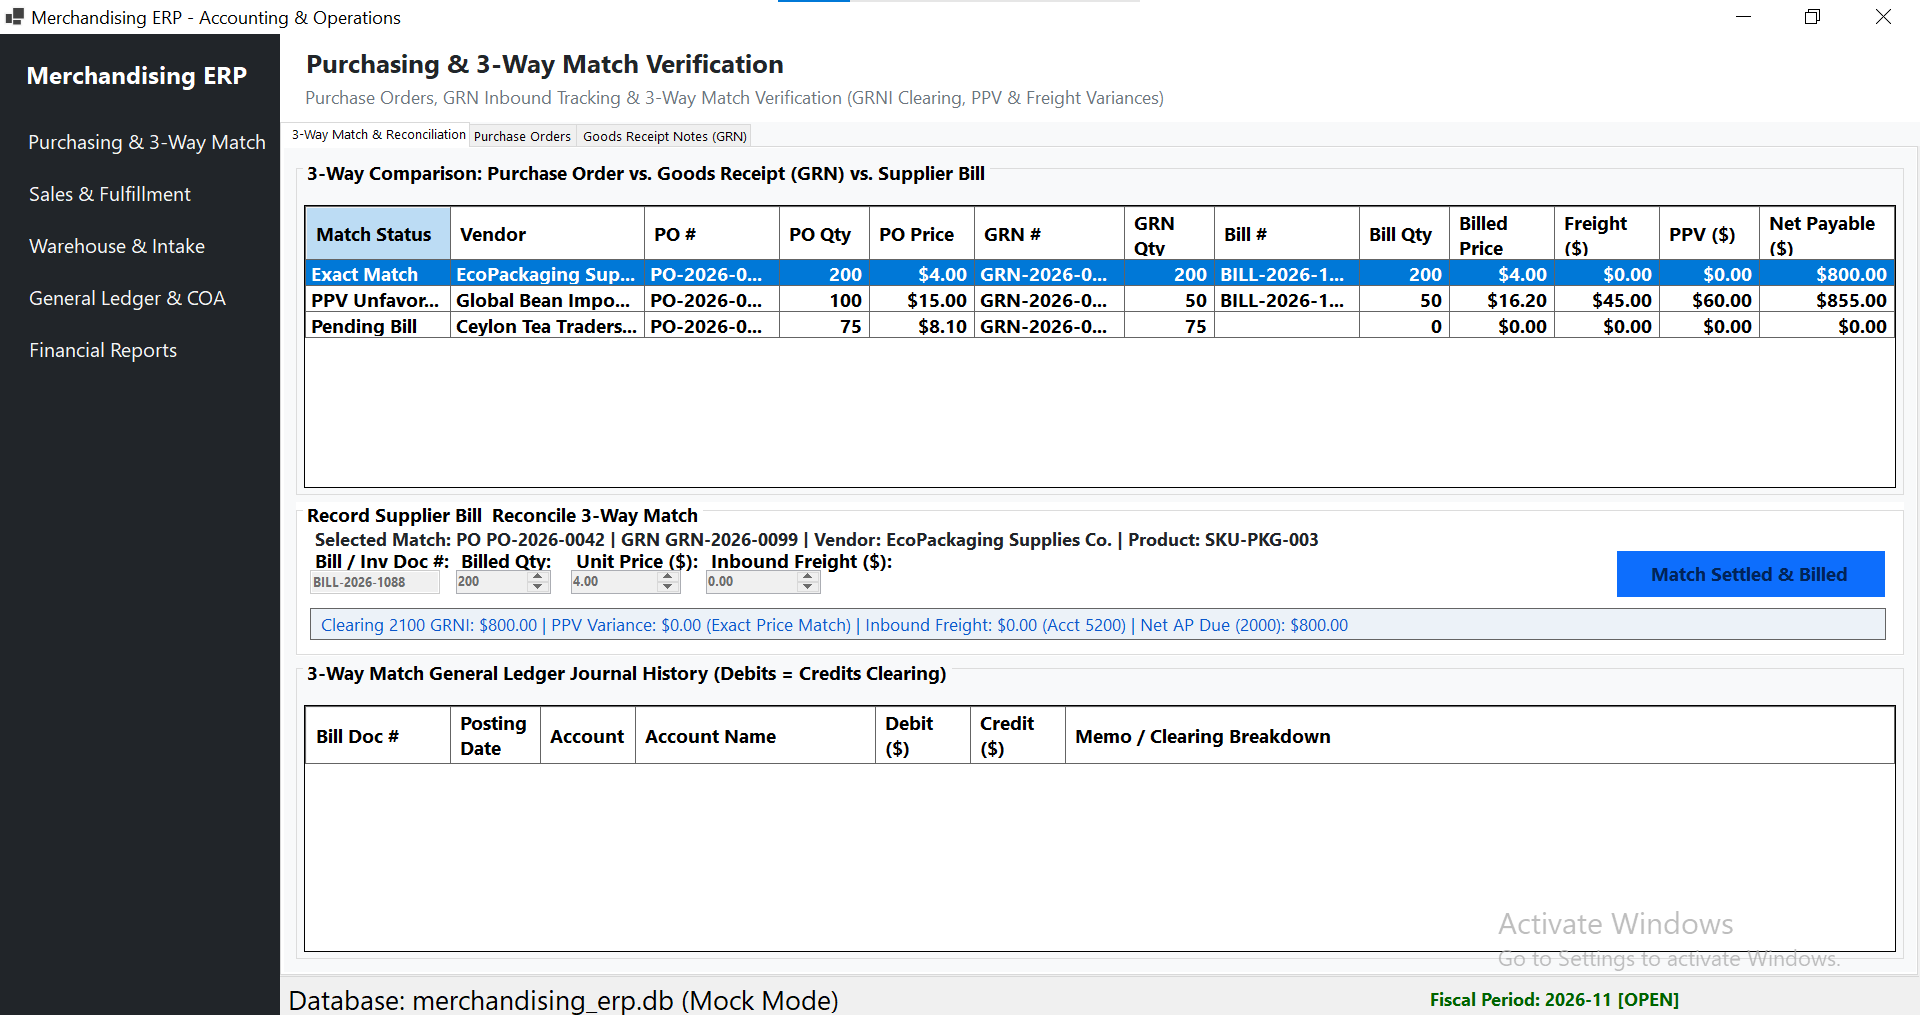 Merchandising ERP - Accounting & Operations
Merchandising ERP
Purchasing & 3-Way Match
Sales & Fulfillment
Warehouse & Intake
General Ledger & COA
Financial Reports
Purchasing & 3-Way Match Verification
Purchase Orders, GRN Inbound Tracking & 3-Way Match Verification (GRNI Clearing, PPV & Freight Variances)
3-Way Match & Reconciliation Purchase Orders Goods Receipt Notes (GRN)
3-Way Comparison: Purchase Order vs. Goods Receipt (GRN) vs. Supplier Bill
Match Status Vendor PO # PO Qty PO Price GRN # GRN Qty Bill # Bill Qty Billed Price Freight ($) PPV ($) Net Payable ($)
Exact Match EcoPackaging Sup... PO-2026-0... 200 $4.00 GRN-2026-0... 200 BILL-2026-1... 200 $4.00 $0.00 $0.00 $800.00
PPV Unfavor... Global Bean Impo... PO-2026-0... 100 $15.00 GRN-2026-0... 50 BILL-2026-1... 50 $16.20 $45.00 $60.00 $855.00
Pending Bill Ceylon Tea Traders... PO-2026-0... 75 $8.10 GRN-2026-0... 75 0 $0.00 $0.00 $0.00 $0.00
Record Supplier Bill  Reconcile 3-Way Match
Selected Match: PO PO-2026-0042 | GRN GRN-2026-0099 | Vendor: EcoPackaging Supplies Co. | Product: SKU-PKG-003
Bill / Inv Doc #: Billed Qty: Unit Price ($): Inbound Freight ($):
BILL-2026-1088 200 4.00 0.00
Match Settled & Billed
Clearing 2100 GRNI: $800.00 | PPV Variance: $0.00 (Exact Price Match) | Inbound Freight: $0.00 (Acct 5200) | Net AP Due (2000): $800.00
3-Way Match General Ledger Journal History (Debits = Credits Clearing)
Bill Doc # Posting Date Account Account Name Debit ($) Credit ($) Memo / Clearing Breakdown
Activate Windows
Go to Settings to activate Windows.
Database: merchandising_erp.db (Mock Mode)
Fiscal Period: 2026-11 [OPEN]